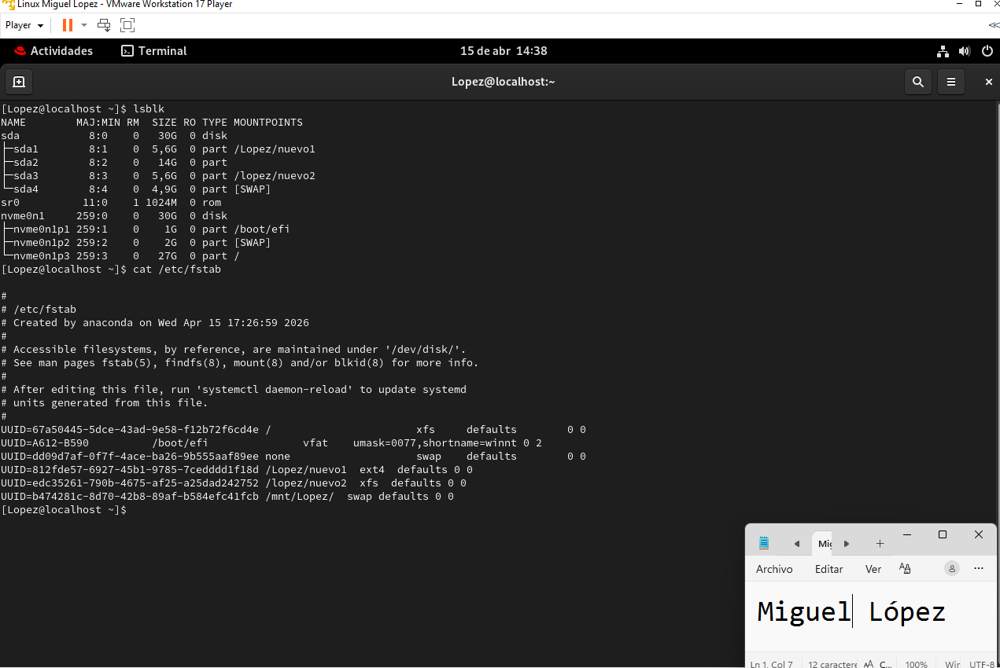 Linux Miguel Lopez - VMware Workstation 17 Player
Player
Actividades Terminal 15 de abr 14:38
Lopez@localhost:~
[Lopez@localhost ~]$ lsblk
NAME        MAJ:MIN RM  SIZE RO TYPE MOUNTPOINTS
sda           8:0    0   30G  0 disk
├─sda1        8:1    0  5,6G  0 part /Lopez/nuevo1
├─sda2        8:2    0   14G  0 part
├─sda3        8:3    0  5,6G  0 part /lopez/nuevo2
└─sda4        8:4    0  4,9G  0 part [SWAP]
sr0          11:0    1 1024M  0 rom
nvme0n1     259:0    0   30G  0 disk
├─nvme0n1p1 259:1    0    1G  0 part /boot/efi
├─nvme0n1p2 259:2    0    2G  0 part [SWAP]
└─nvme0n1p3 259:3    0   27G  0 part /
[Lopez@localhost ~]$ cat /etc/fstab
#
# /etc/fstab
# Created by anaconda on Wed Apr 15 17:26:59 2026
#
# Accessible filesystems, by reference, are maintained under '/dev/disk/'.
# See man pages fstab(5), findfs(8), mount(8) and/or blkid(8) for more info.
#
# After editing this file, run 'systemctl daemon-reload' to update systemd
# units generated from this file.
#
UUID=67a50445-5dce-43ad-9e58-f12b72f6cd4e /                       xfs     defaults        0 0
UUID=A612-B590          /boot/efi               vfat    umask=0077,shortname=winnt 0 2
UUID=dd09d7af-0f7f-4ace-ba26-9b555aaf89ee none                    swap    defaults        0 0
UUID=812fde57-6927-45b1-9785-7cedddd1f18d /Lopez/nuevo1  ext4  defaults 0 0
UUID=edc35261-790b-4675-af25-a25dad242752 /lopez/nuevo2  xfs  defaults 0 0
UUID=b474281c-8d70-42b8-89af-b584efc41fcb /mnt/Lopez/  swap defaults 0 0
[Lopez@localhost ~]$
Mig
Archivo Editar Ver
Miguel López
Ln 1, Col 7 12 caractere C... 100% Wir UTF-8